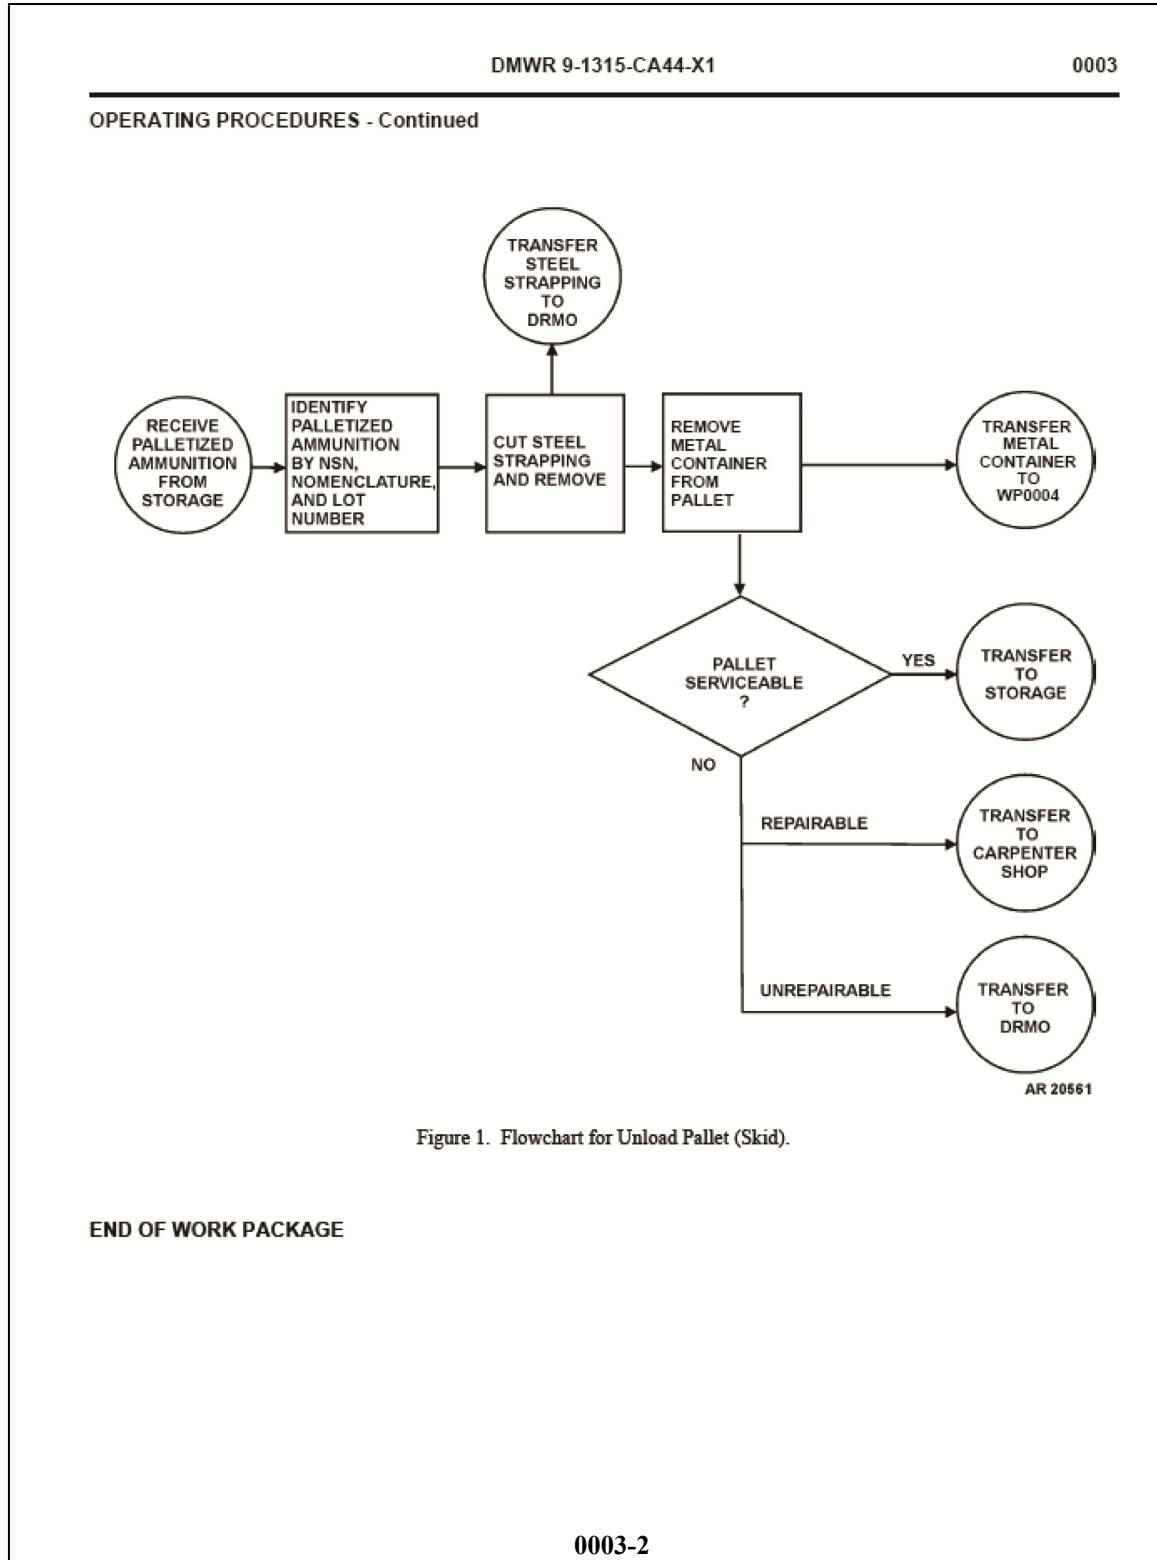 DMWR 9-1315-CA44-X1
0003
OPERATING PROCEDURES - Continued
TRANSFER
STEEL
STRAPPING
TO
DRMO
RECEIVE
PALLETIZED
AMMUNITION
FROM
STORAGE
IDENTIFY
PALLETIZED
AMMUNITION
BY NSN,
NOMENCLATURE,
AND LOT
NUMBER
CUT STEEL
STRAPPING
AND REMOVE
REMOVE
METAL
CONTAINER
FROM
PALLET
TRANSFER
METAL
CONTAINER
TO
WP0004
PALLET
SERVICEABLE
?
YES
TRANSFER
TO
STORAGE
NO
REPAIRABLE
TRANSFER
TO
CARPENTER
SHOP
UNREPAIRABLE
TRANSFER
TO
DRMO
AR 20561
Figure 1. Flowchart for Unload Pallet (Skid).
END OF WORK PACKAGE
0003-2